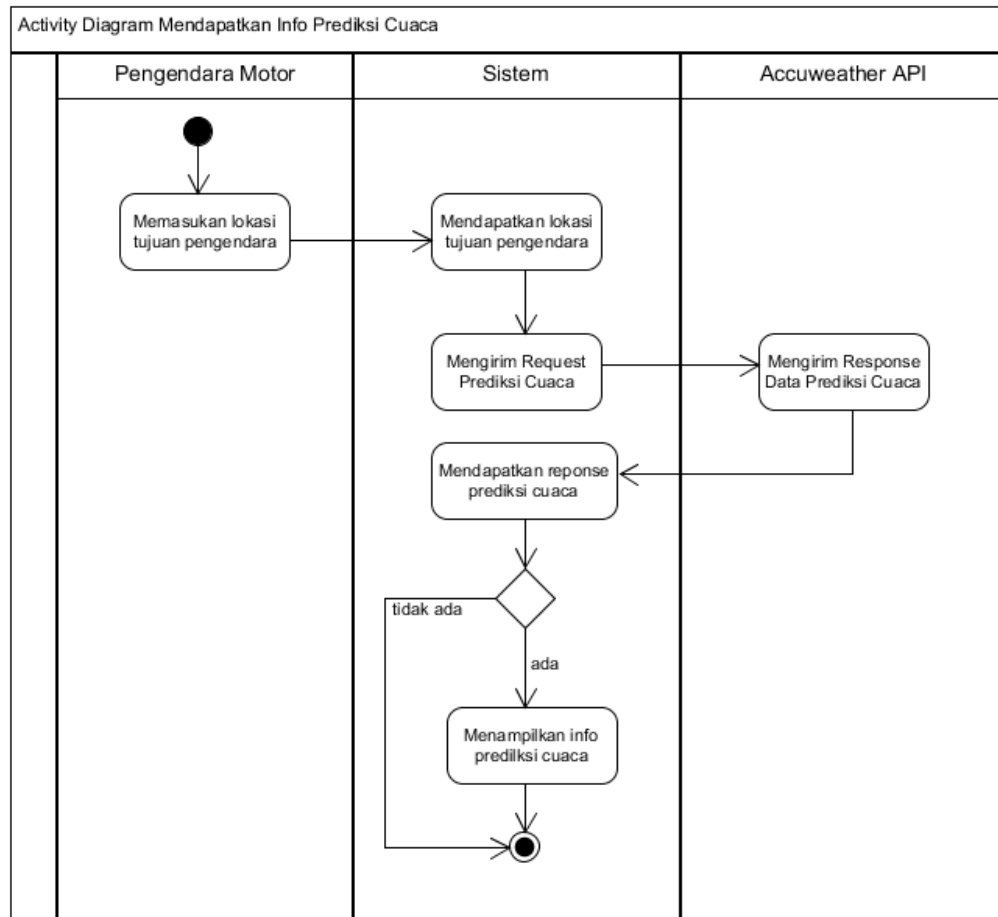 Activity Diagram Mendapatkan Info Prediksi Cuaca
Pengendara Motor
Sistem
Accuweather API
Memasukan lokasi
tujuan pengendara
Mendapatkan lokasi
tujuan pengendara
Mengirim Request
Prediksi Cuaca
Mengirim Response
Data Prediksi Cuaca
Mendapatkan reponse
prediksi cuaca
tidak ada
ada
Menampilkan info
predilksi cuaca